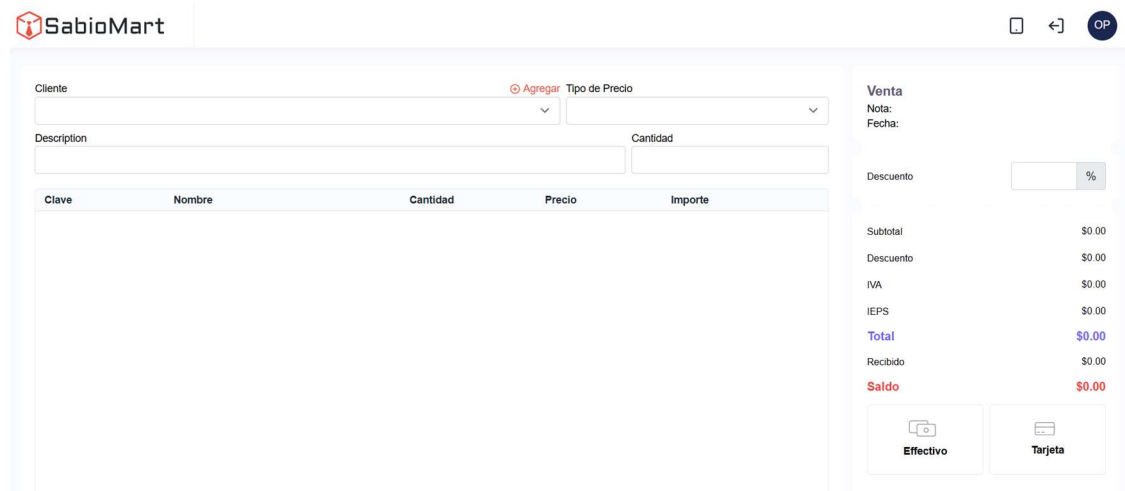 SabioMart
OP
Cliente
Agregar
Tipo de Precio
Description
Cantidad
Clave Nombre Cantidad Precio Importe
Venta
Nota:
Fecha:
Descuento %
Subtotal $0.00
Descuento $0.00
IVA $0.00
IEPS $0.00
Total $0.00
Recibido $0.00
Saldo $0.00
Effectivo
Tarjeta